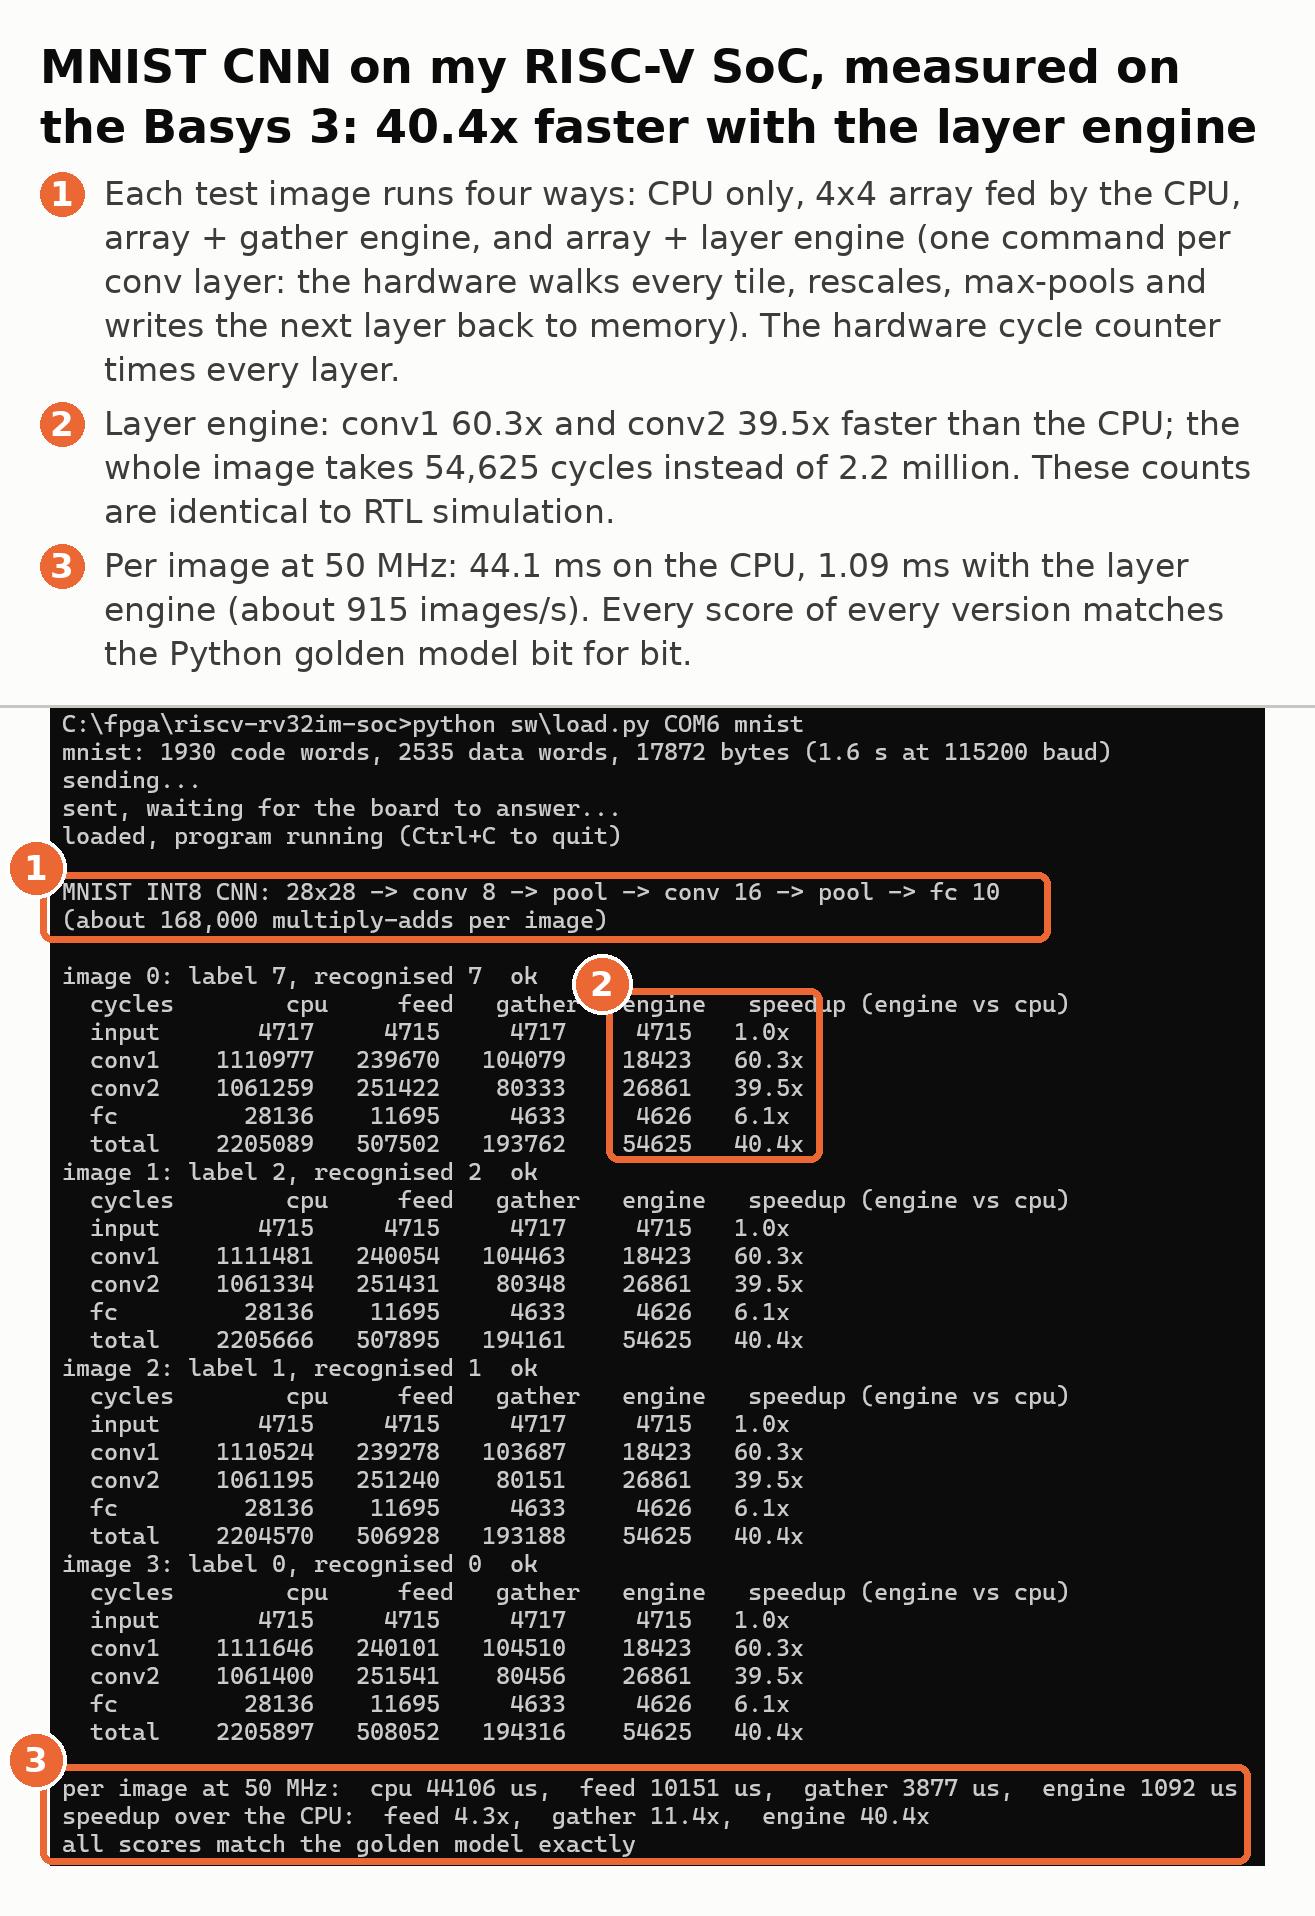 MNIST CNN on my RISC-V SoC, measured on
the Basys 3: 40.4x faster with the layer engine
1 Each test image runs four ways: CPU only, 4x4 array fed by the CPU,
array + gather engine, and array + layer engine (one command per
conv layer: the hardware walks every tile, rescales, max-pools and
writes the next layer back to memory). The hardware cycle counter
times every layer.
2 Layer engine: conv1 60.3x and conv2 39.5x faster than the CPU; the
whole image takes 54,625 cycles instead of 2.2 million. These counts
are identical to RTL simulation.
3 Per image at 50 MHz: 44.1 ms on the CPU, 1.09 ms with the layer
engine (about 915 images/s). Every score of every version matches
the Python golden model bit for bit.
C:\fpga\riscv-rv32im-soc>python sw\load.py COM6 mnist
mnist: 1930 code words, 2535 data words, 17872 bytes (1.6 s at 115200 baud)
sending...
sent, waiting for the board to answer...
loaded, program running (Ctrl+C to quit)
1
MNIST INT8 CNN: 28x28 -> conv 8 -> pool -> conv 16 -> pool -> fc 10
(about 168,000 multiply-adds per image)
image 0: label 7, recognised 7  ok
2
cycles cpu feed gather engine speedup (engine vs cpu)
input 4717 4715 4717 4715 1.0x
conv1 1110977 239670 104079 18423 60.3x
conv2 1061259 251422 80333 26861 39.5x
fc 28136 11695 4633 4626 6.1x
total 2205089 507502 193762 54625 40.4x
image 1: label 2, recognised 2  ok
cycles cpu feed gather engine speedup (engine vs cpu)
input 4715 4715 4717 4715 1.0x
conv1 1111481 240054 104463 18423 60.3x
conv2 1061334 251431 80348 26861 39.5x
fc 28136 11695 4633 4626 6.1x
total 2205666 507895 194161 54625 40.4x
image 2: label 1, recognised 1  ok
cycles cpu feed gather engine speedup (engine vs cpu)
input 4715 4715 4717 4715 1.0x
conv1 1110524 239278 103687 18423 60.3x
conv2 1061195 251240 80151 26861 39.5x
fc 28136 11695 4633 4626 6.1x
total 2204570 506928 193188 54625 40.4x
image 3: label 0, recognised 0  ok
cycles cpu feed gather engine speedup (engine vs cpu)
input 4715 4715 4717 4715 1.0x
conv1 1111646 240101 104510 18423 60.3x
conv2 1061400 251541 80456 26861 39.5x
fc 28136 11695 4633 4626 6.1x
total 2205897 508052 194316 54625 40.4x
3
per image at 50 MHz:  cpu 44106 us,  feed 10151 us,  gather 3877 us,  engine 1092 us
speedup over the CPU:  feed 4.3x,  gather 11.4x,  engine 40.4x
all scores match the golden model exactly